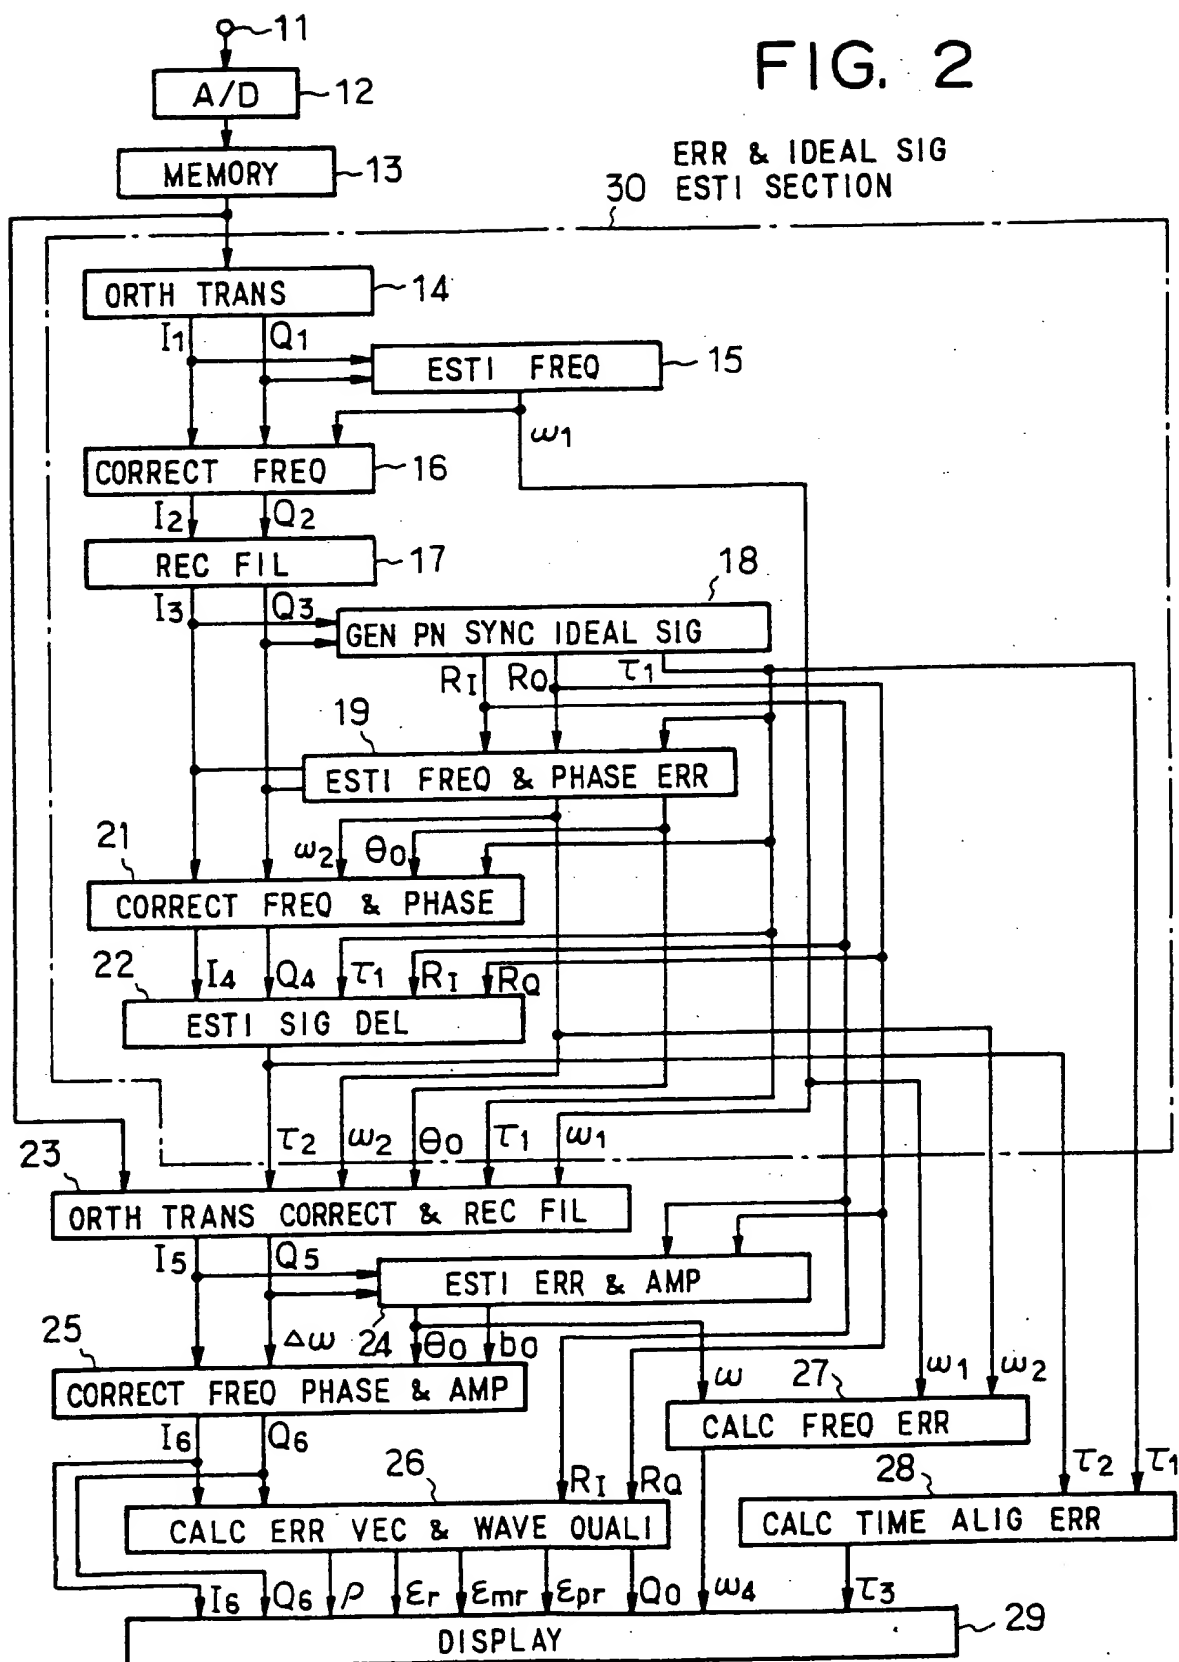 FIG. 2
11
A/D
12
MEMORY
13
ERR & IDEAL SIG
ESTI SECTION
30
ORTH TRANS
14
I1
Q1
ESTI FREQ
15
ω1
CORRECT FREQ
16
I2
Q2
REC FIL
17
18
I3
Q3
GEN PN SYNC IDEAL SIG
RI
RQ
τ1
19
ESTI FREQ & PHASE ERR
21
ω2
θ0
CORRECT FREQ & PHASE
22
I4
Q4
τ1
RI
RQ
ESTI SIG DEL
23
τ2
ω2
θ0
τ1
ω1
ORTH TRANS CORRECT & REC FIL
I5
Q5
ESTI ERR & AMP
24
25
Δω
θ0
b0
CORRECT FREQ PHASE & AMP
ω
27
ω1
ω2
CALC FREQ ERR
I6
Q6
26
RI
RQ
28
τ2
τ1
CALC ERR VEC & WAVE QUALI
CALC TIME ALIG ERR
I6
Q6
ρ
εr
εmr
εpr
Q0
ω4
τ3
DISPLAY
29